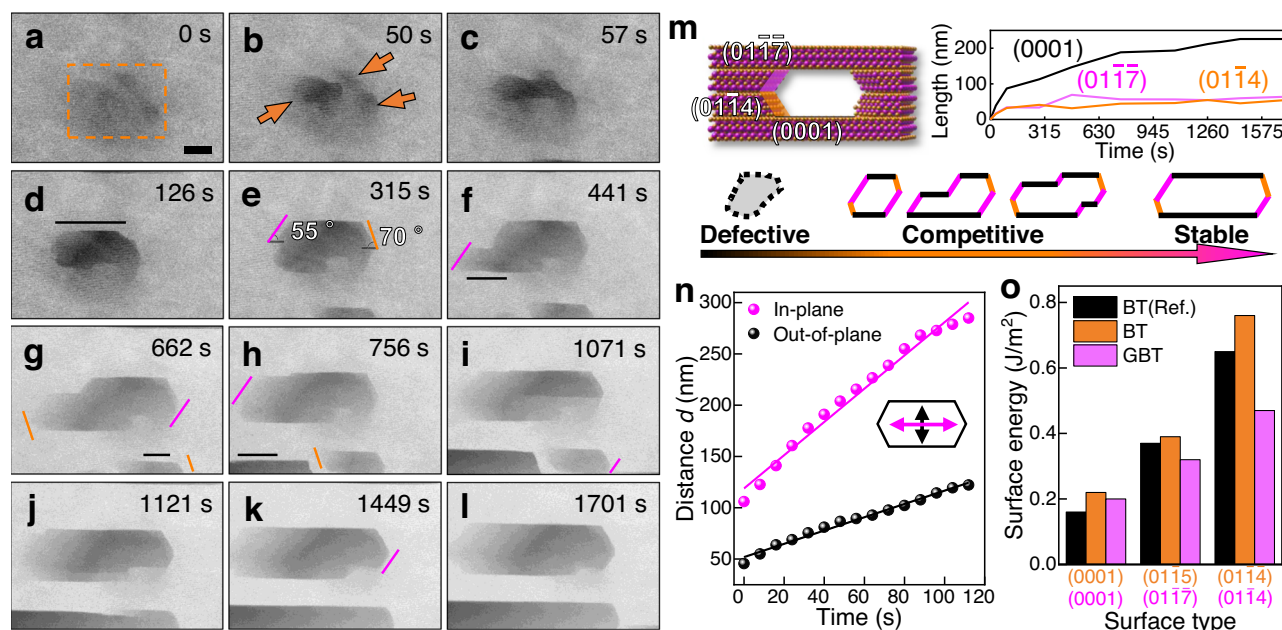 a 0 s
b 50 s
c 57 s
d 126 s
e 315 s
55 °
70 °
f 441 s
g 662 s
h 756 s
i 1071 s
j 1121 s
k 1449 s
l 1701 s
m
(011̅7̅)
(011̅4)
(0001)
Length (nm)
200
100
0
(0001)
(011̅7̅)
(011̅4)
0 315 630 945 1260 1575
Time (s)
Defective Competitive Stable
n
Distance d (nm)
300
250
200
150
100
50
In-plane
Out-of-plane
0 20 40 60 80 100 120
Time (s)
o
Surface energy (J/m²)
0.8
0.6
0.4
0.2
0.0
BT(Ref.)
BT
GBT
(0001) (011̅5) (011̅4)
(0001) (011̅7̅) (011̅4)
Surface type